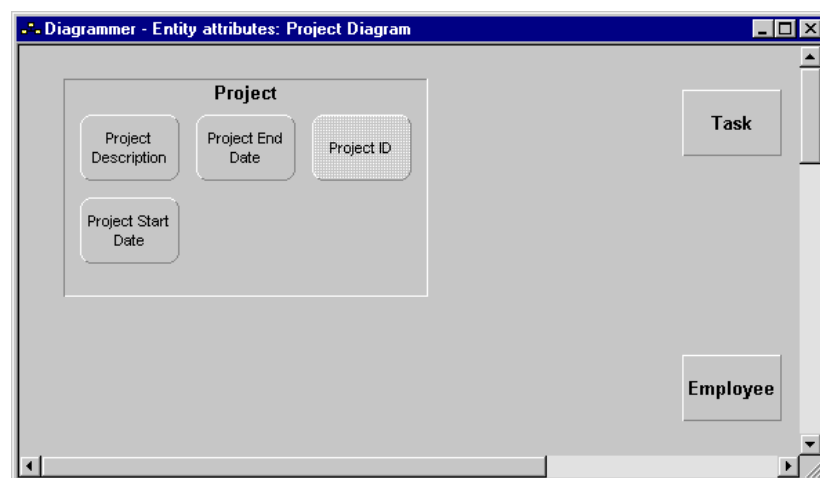 Diagrammer - Entity attributes: Project Diagram
Project
Project
Description
Project End
Date
Project ID
Project Start
Date
Task
Employee